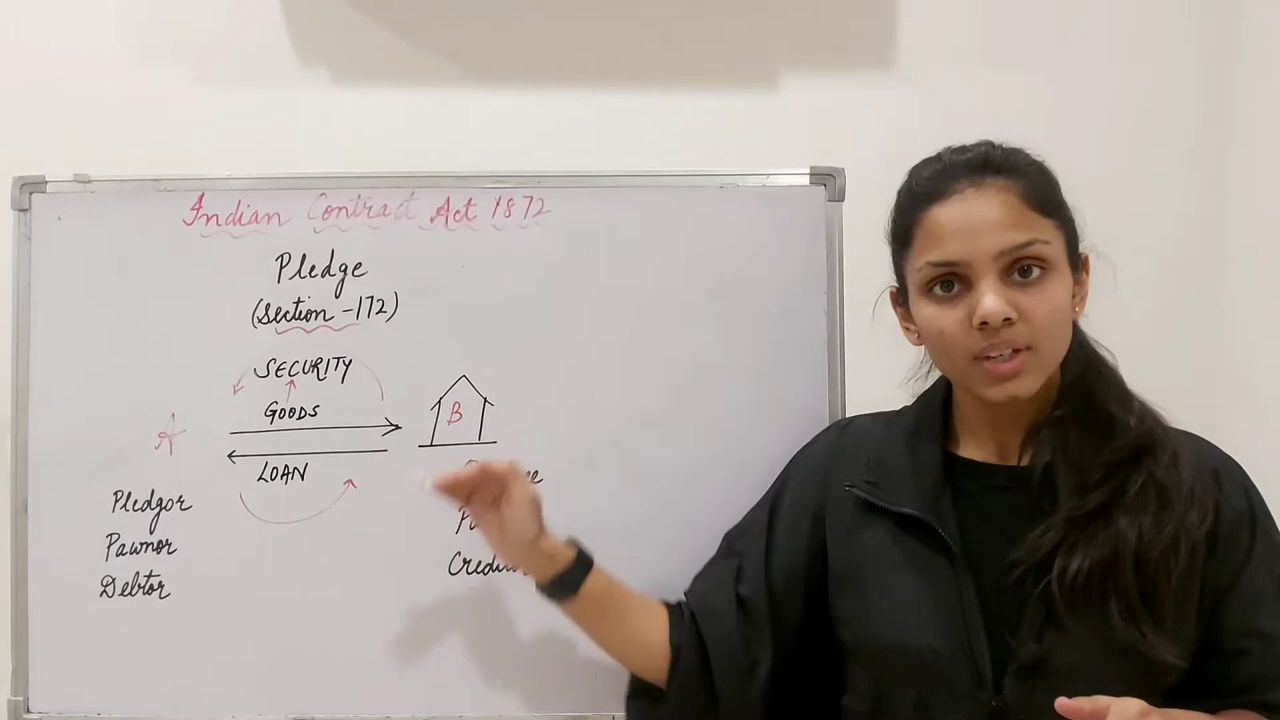 Indian Contract Act 1872
Pledge
(Section-172)
SECURITY
GOODS
A
B
LOAN
Pledgor
Pawnor
Debtor